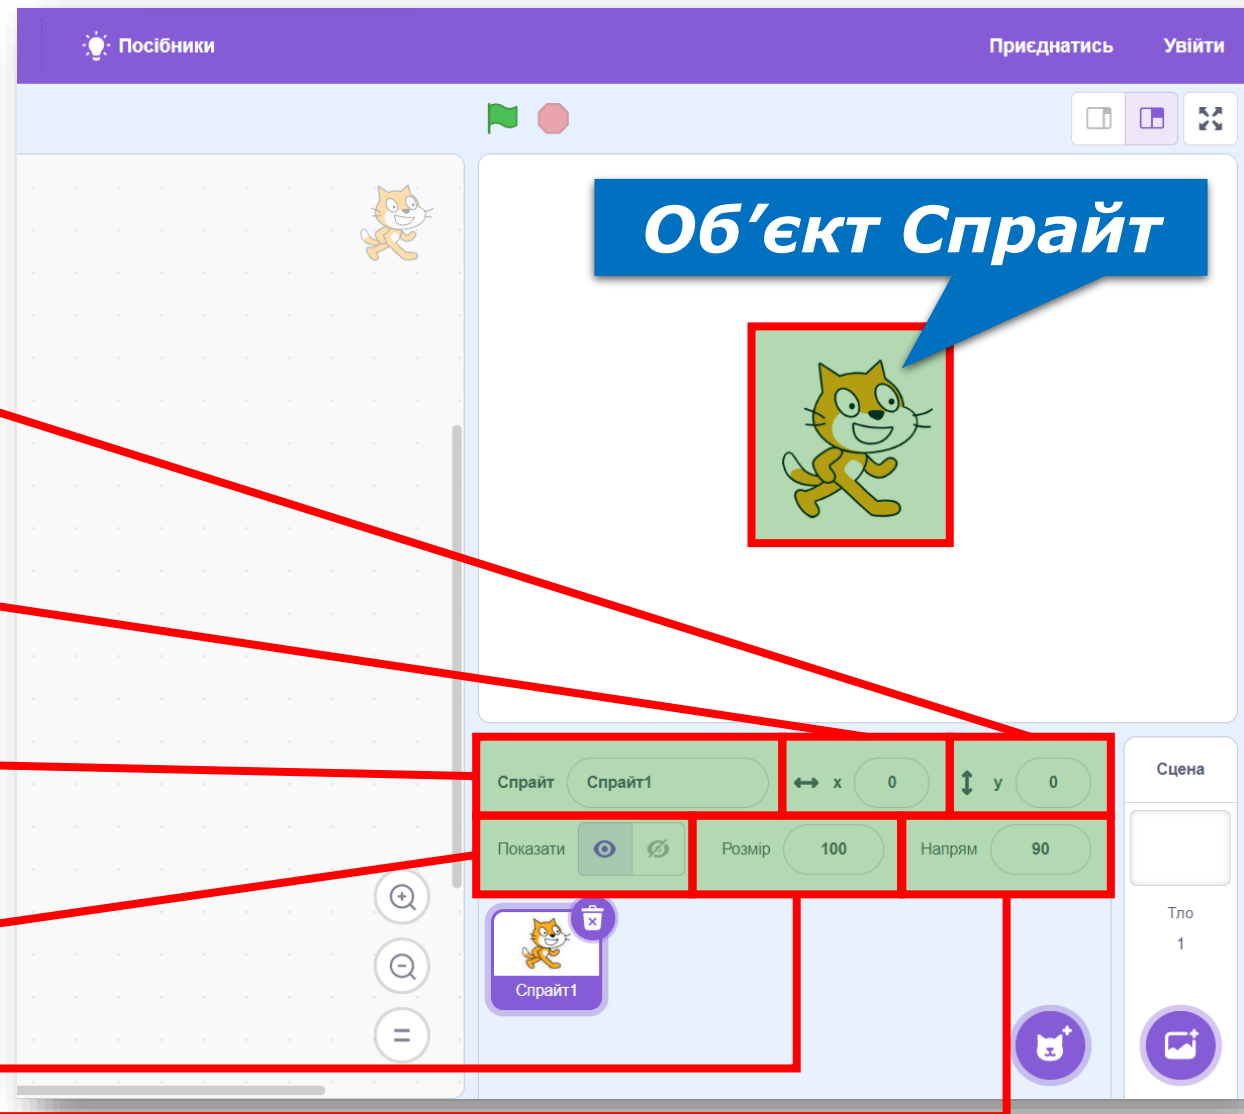 Посібники
Приєднатись
Увійти
Об’єкт Спрайт
Спрайт Спрайт1 x 0 y 0
Показати Розмір 100 Напрям 90
Сцена
Тло
1
Спрайт1